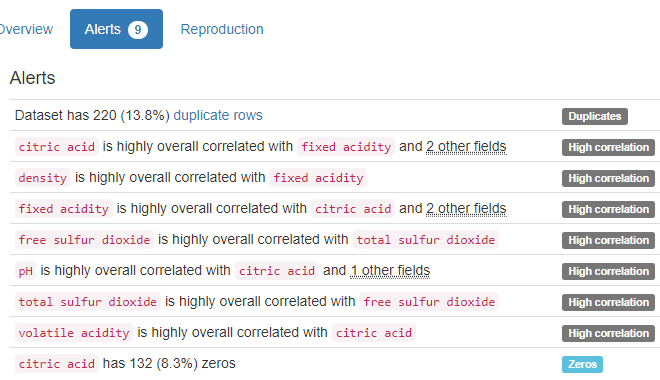 Overview Alerts 9 Reproduction
Alerts
Dataset has 220 (13.8%) duplicate rows Duplicates
citric acid is highly overall correlated with fixed acidity and 2 other fields High correlation
density is highly overall correlated with fixed acidity High correlation
fixed acidity is highly overall correlated with citric acid and 2 other fields High correlation
free sulfur dioxide is highly overall correlated with total sulfur dioxide High correlation
pH is highly overall correlated with citric acid and 1 other fields High correlation
total sulfur dioxide is highly overall correlated with free sulfur dioxide High correlation
volatile acidity is highly overall correlated with citric acid High correlation
citric acid has 132 (8.3%) zeros Zeros